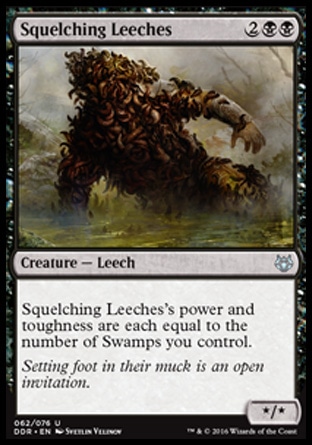 Squelching Leeches 2
Creature — Leech
Squelching Leeches's power and
toughness are each equal to the
number of Swamps you control.
Setting foot in their muck is an open
invitation.
*/*
062/076 U
DDR • EN Svetlin Velinov
™ & © 2016 Wizards of the Coast